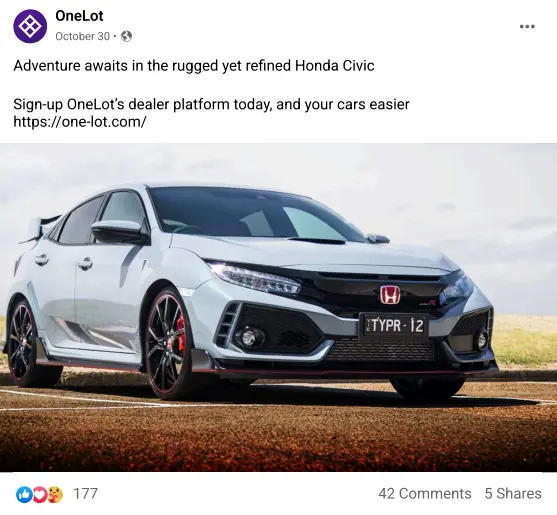 OneLot
October 30 •
Adventure awaits in the rugged yet refined Honda Civic
Sign-up OneLot’s dealer platform today, and your cars easier
https://one-lot.com/
TYPR-12
177
42 Comments 5 Shares